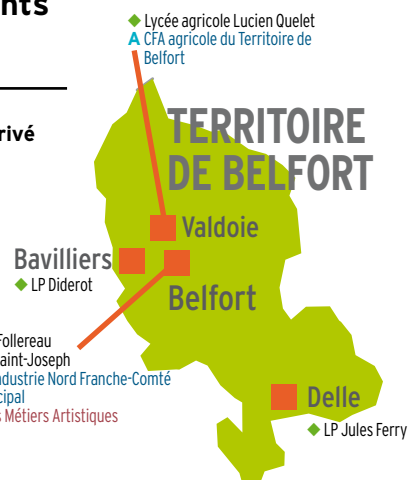 nts
◆ Lycée agricole Lucien Quelet
A CFA agricole du Territoire de
Belfort
rivé
TERRITOIRE
DE BELFORT
Valdoie
Bavilliers
◆ LP Diderot
Belfort
Follereau
aint-Joseph
ndustrie Nord Franche-Comté
cipal
s Métiers Artistiques
Delle
◆ LP Jules Ferry